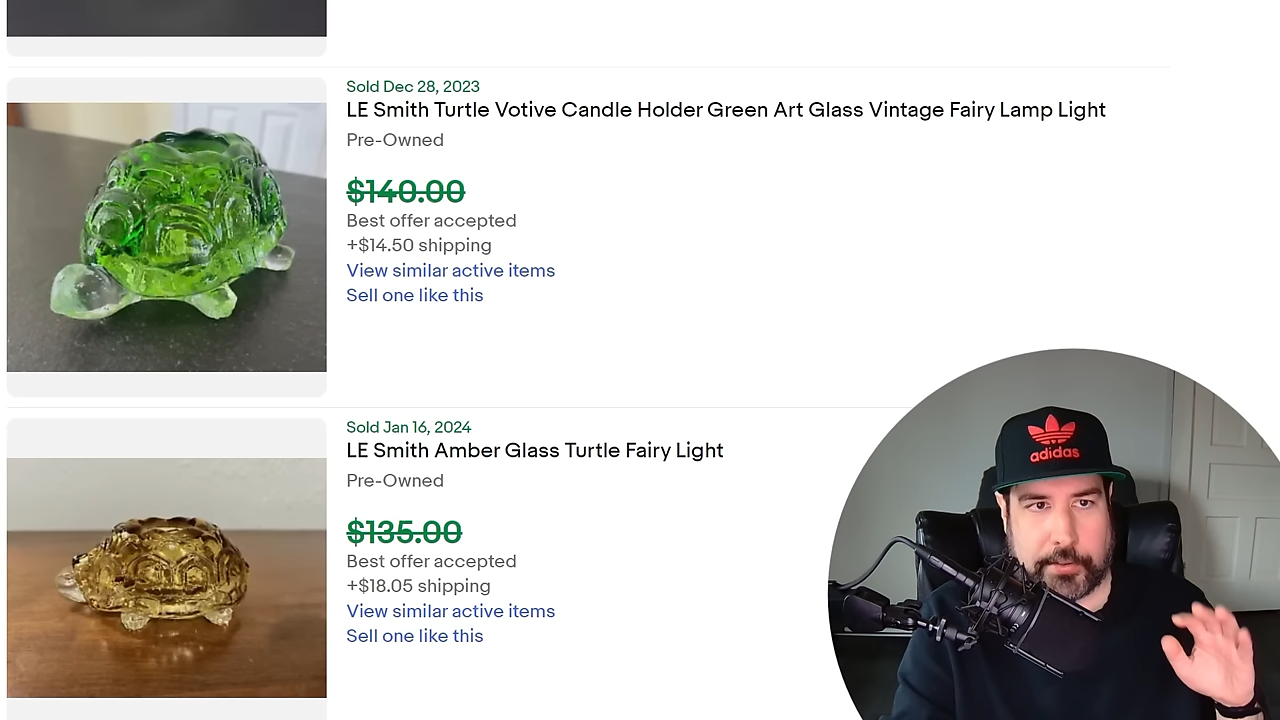 Sold Dec 28, 2023
LE Smith Turtle Votive Candle Holder Green Art Glass Vintage Fairy Lamp Light
Pre-Owned
$140.00
Best offer accepted
+$14.50 shipping
View similar active items
Sell one like this
Sold Jan 16, 2024
LE Smith Amber Glass Turtle Fairy Light
Pre-Owned
$135.00
Best offer accepted
+$18.05 shipping
View similar active items
Sell one like this
adidas